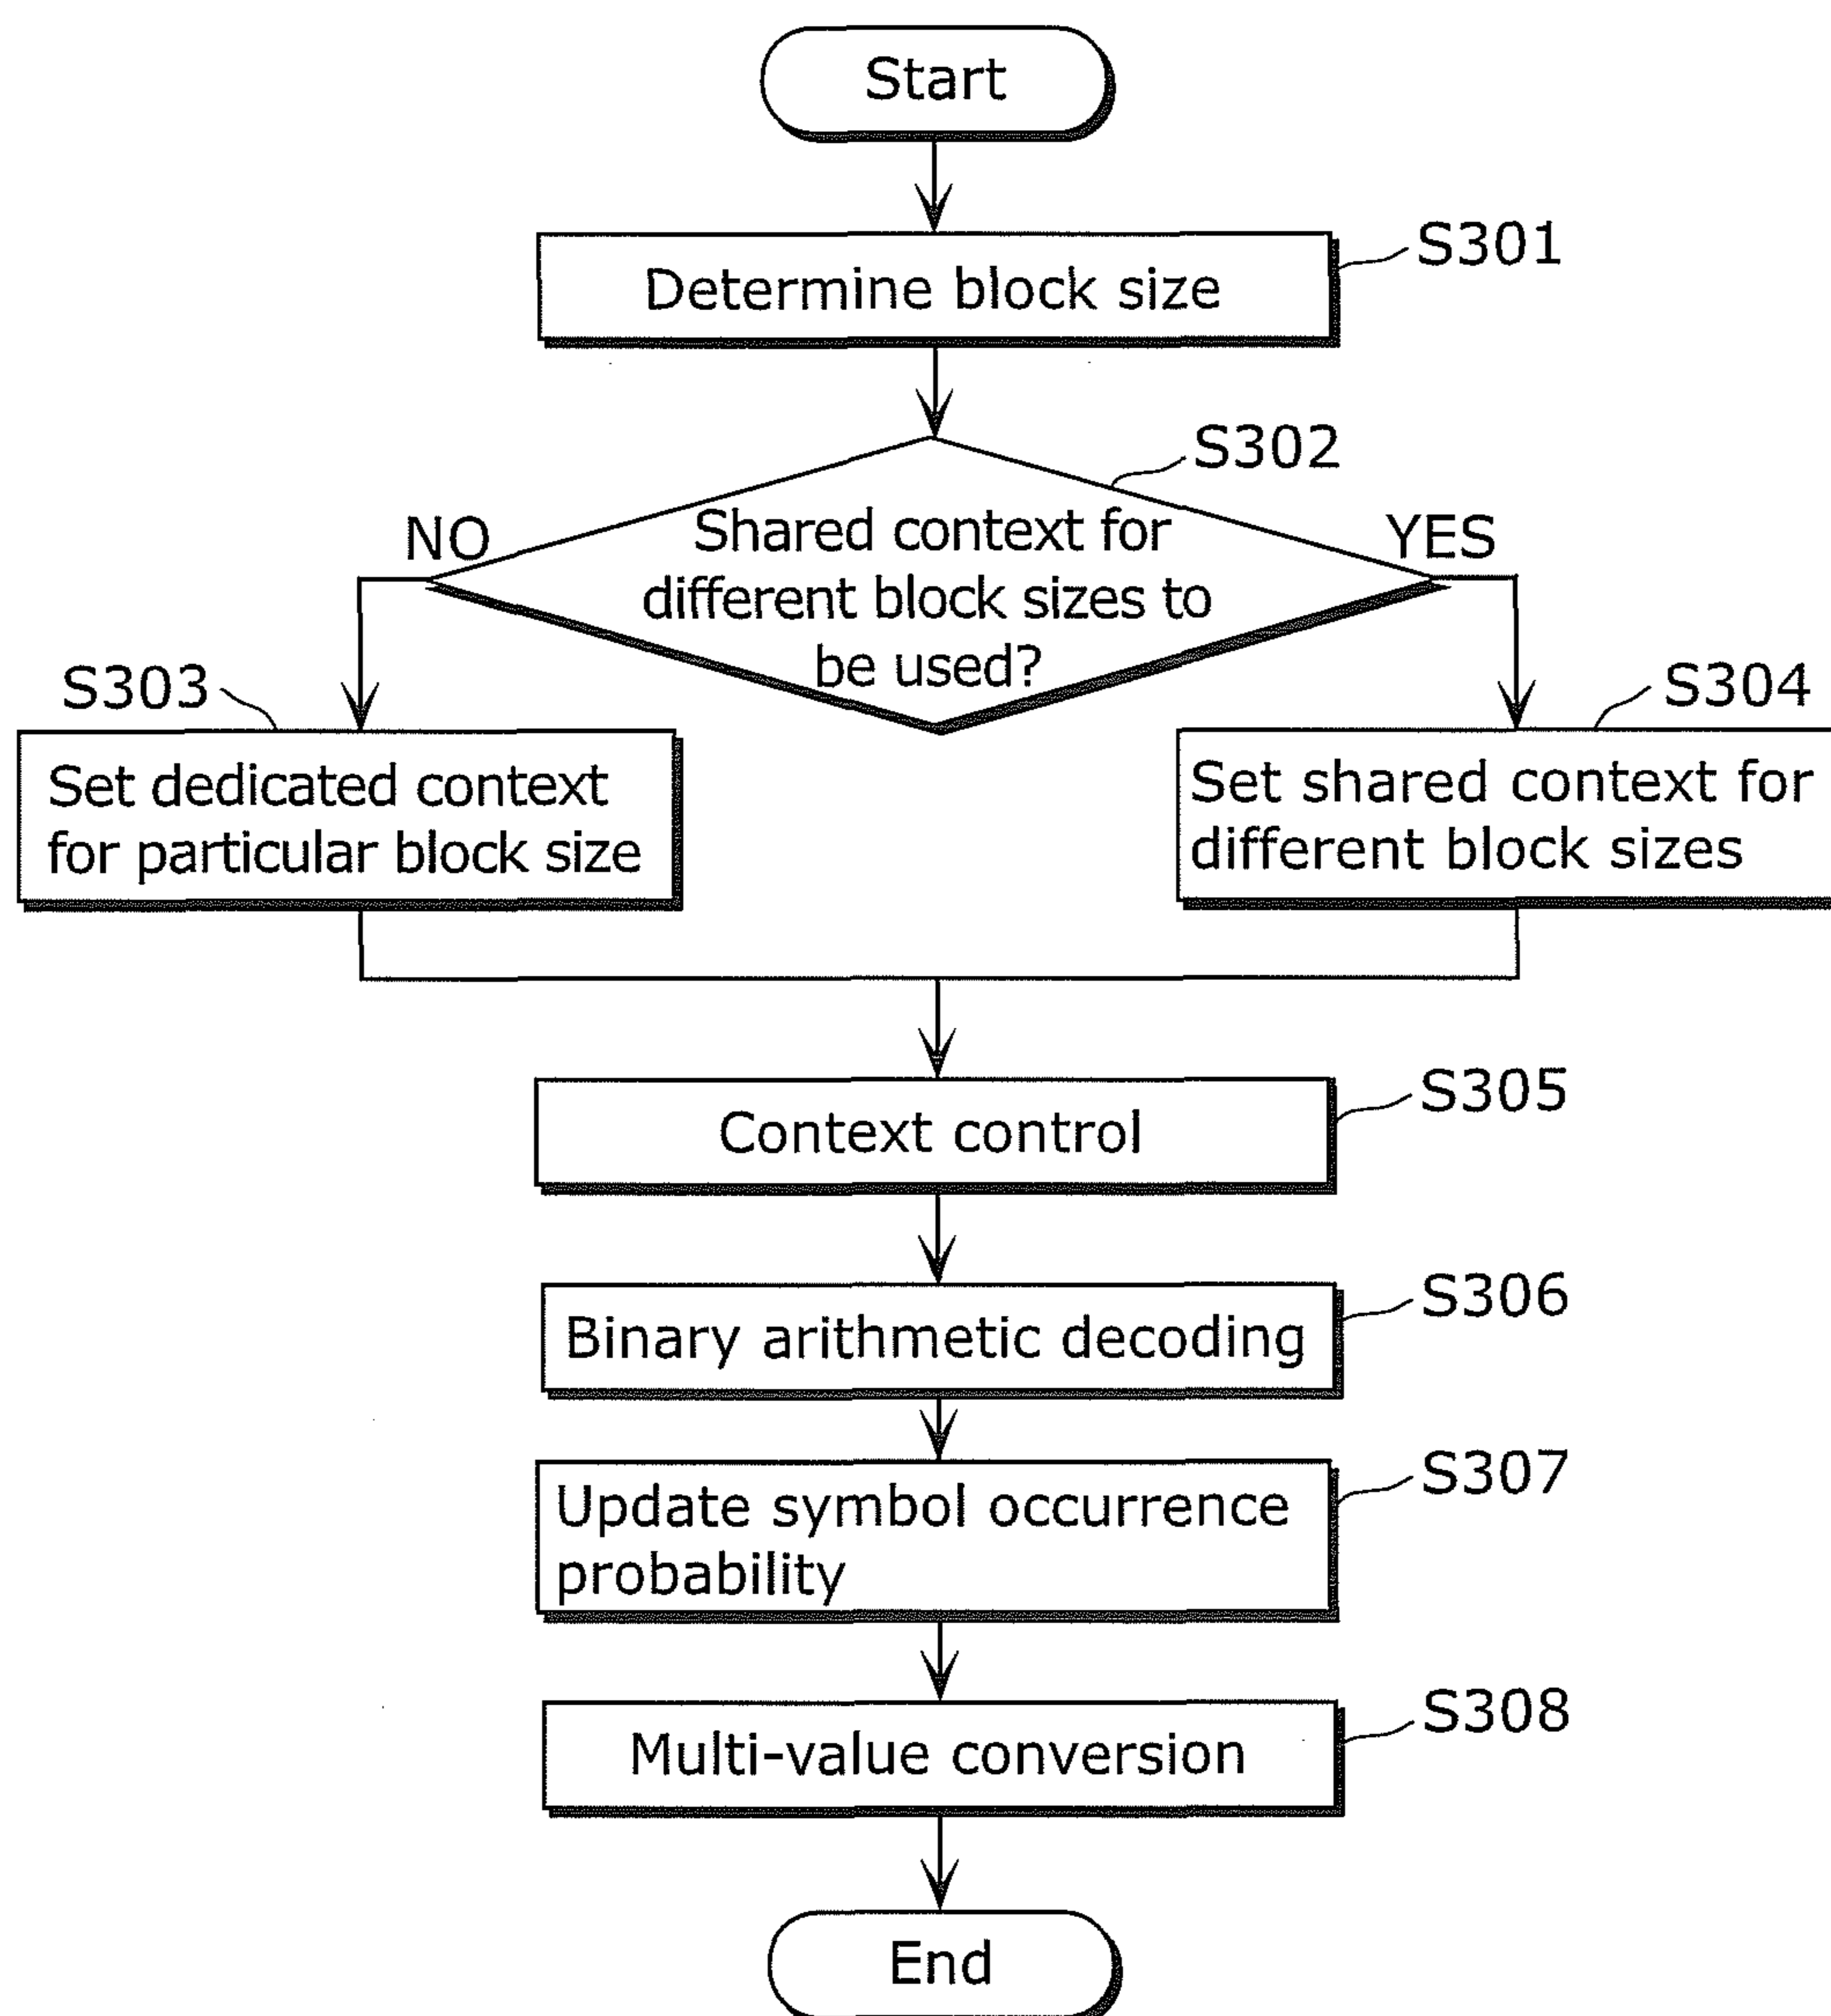 Start
S301
Determine block size
S302
NO
YES
Shared context for
different block sizes to
be used?
S303
S304
Set dedicated context
for particular block size
Set shared context for
different block sizes
S305
Context control
S306
Binary arithmetic decoding
S307
Update symbol occurrence
probability
S308
Multi-value conversion
End